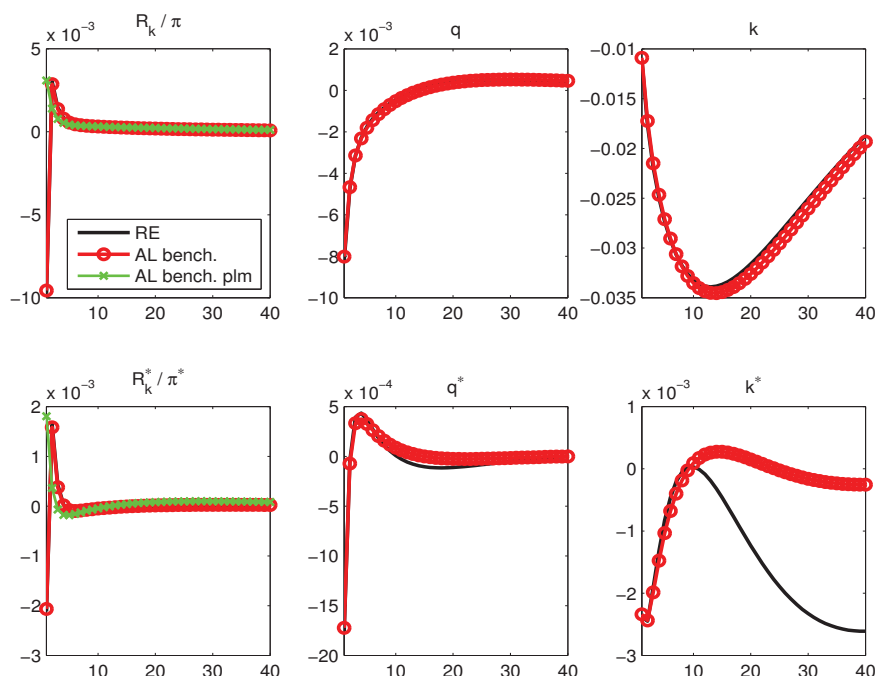 R_k / π
q
k
x 10^-3
5
0
−5
−10
10 20 30 40
RE
AL bench.
AL bench. plm
x 10^-3
2
0
−2
−4
−6
−8
−10
10 20 30 40
−0.01
−0.015
−0.02
−0.025
−0.03
−0.035
10 20 30 40
R_k^* / π^*
q^*
k^*
x 10^-3
2
1
0
−1
−2
−3
10 20 30 40
x 10^-4
5
0
−5
−10
−15
−20
10 20 30 40
x 10^-3
1
0
−1
−2
−3
10 20 30 40